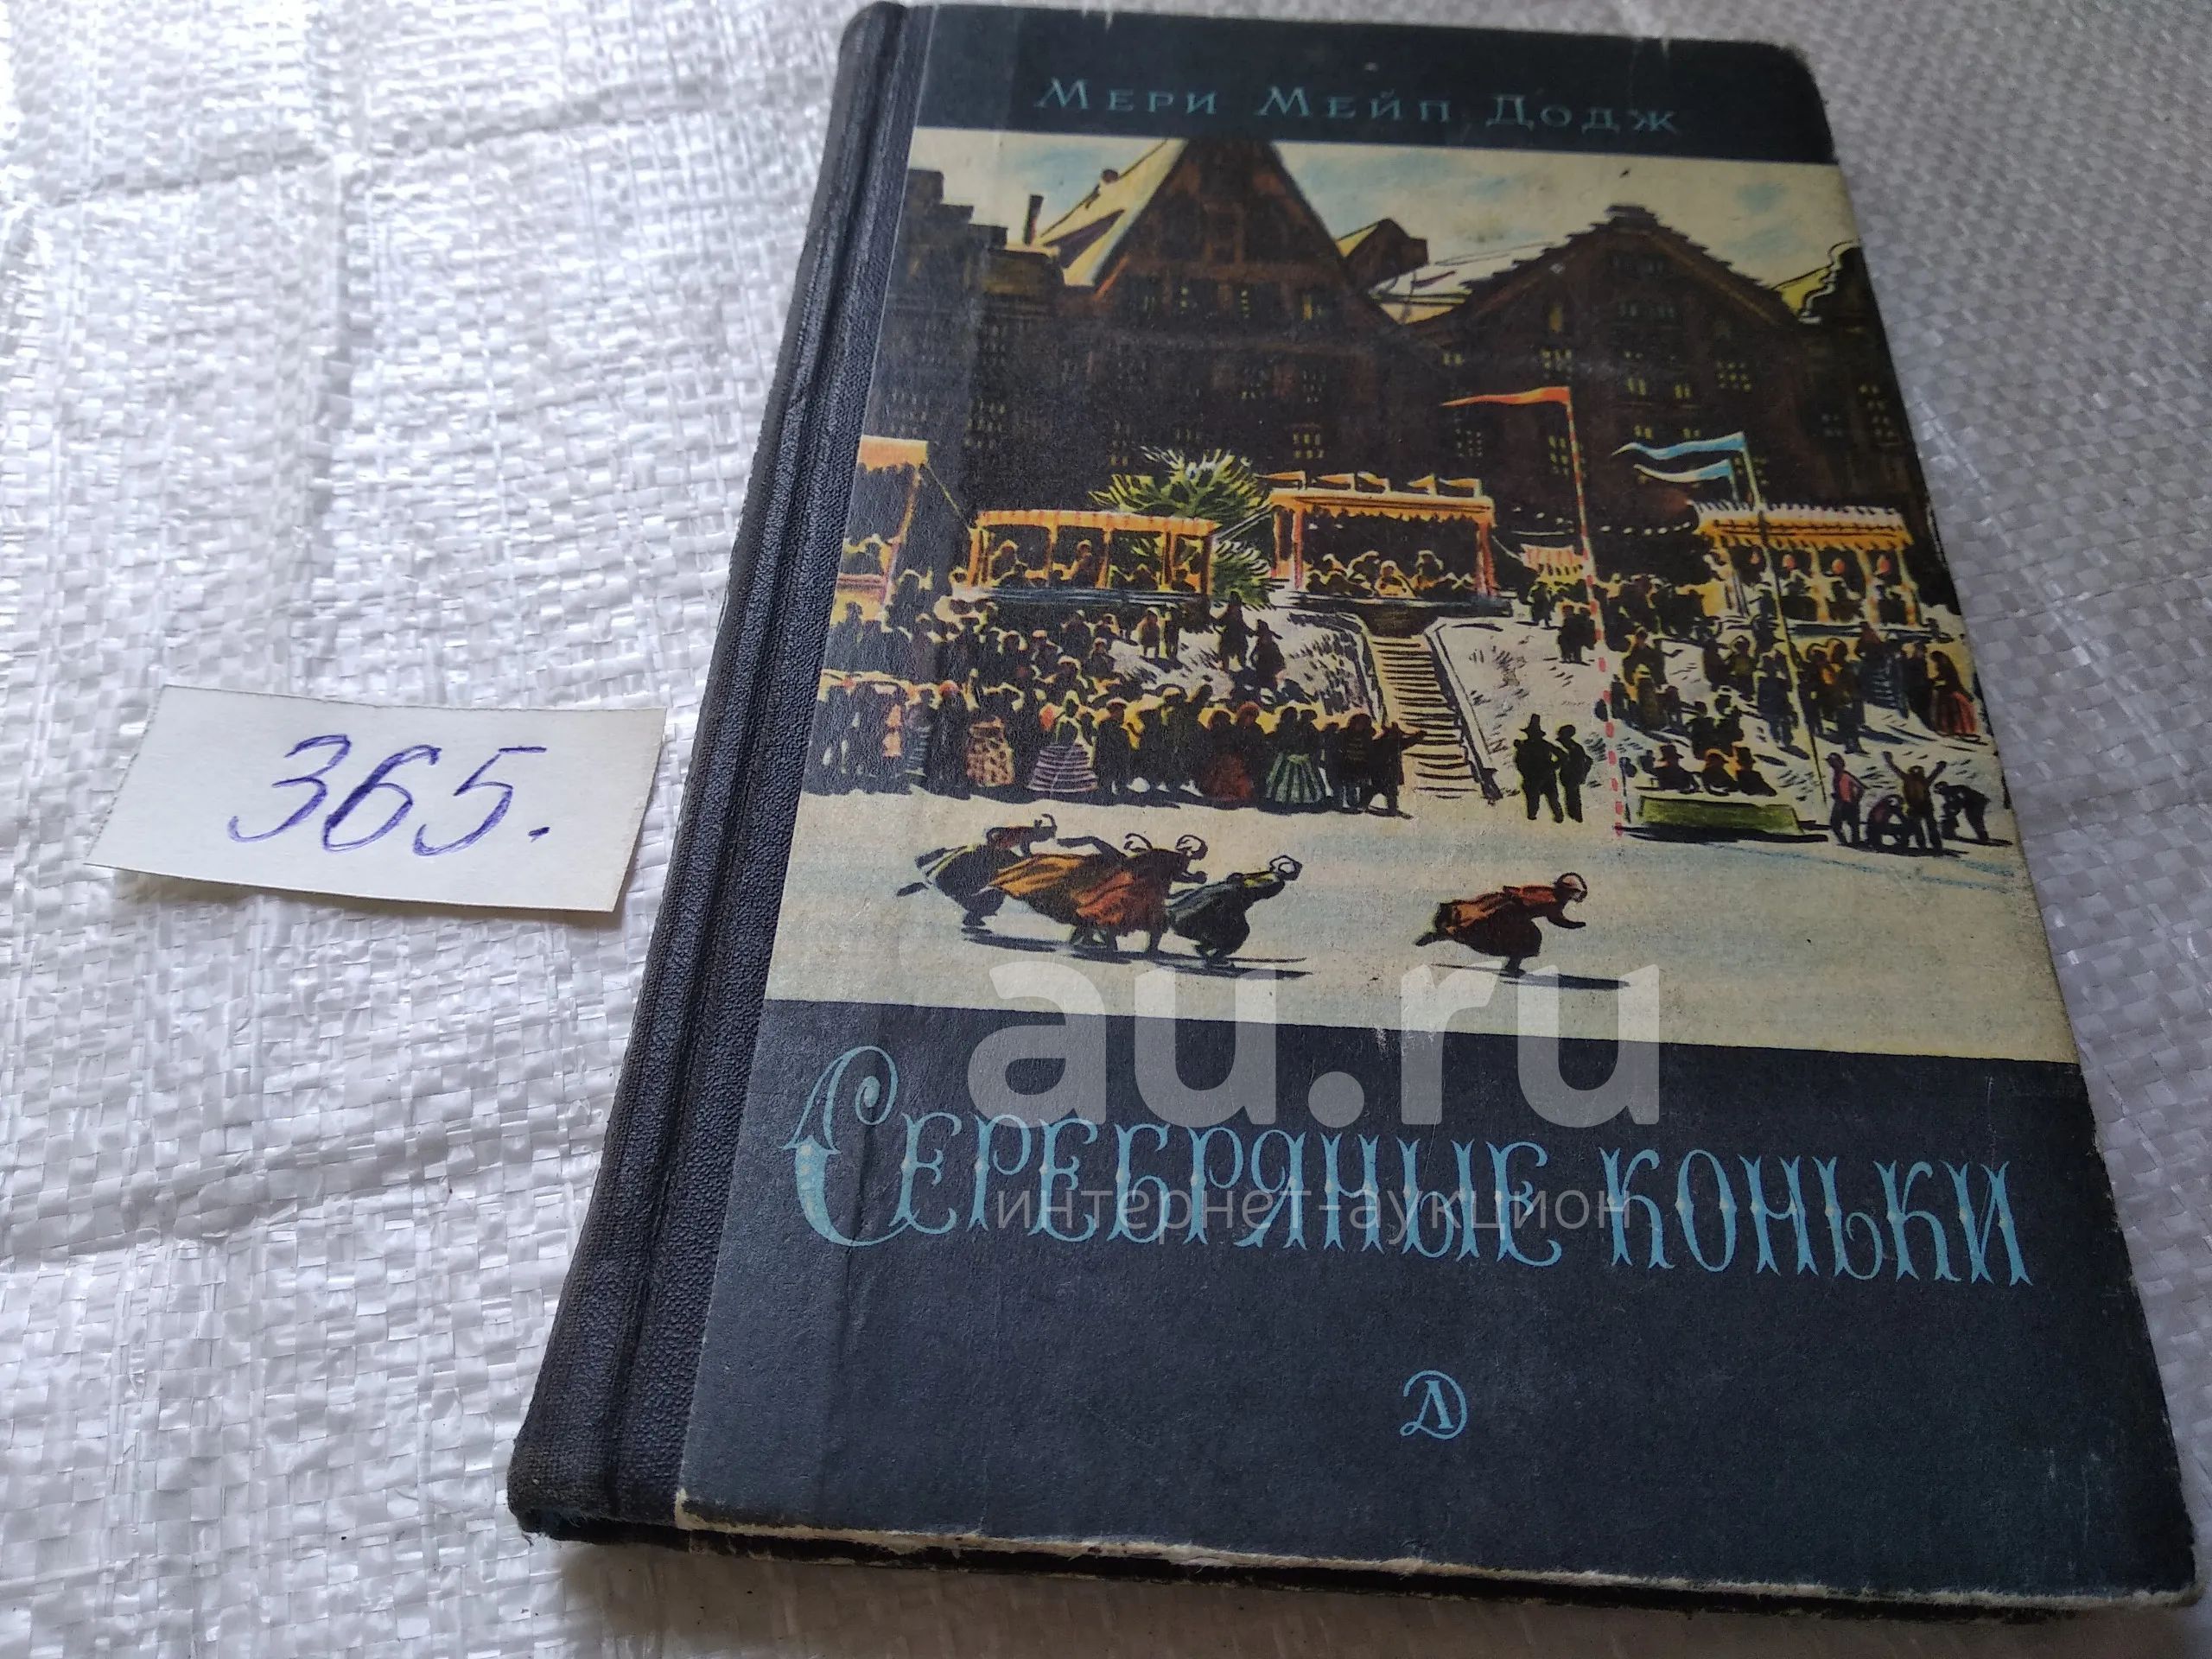 Мери Мейп Додж
365.
au.ru
Серебряные коньки
интернет-аукцион
Д